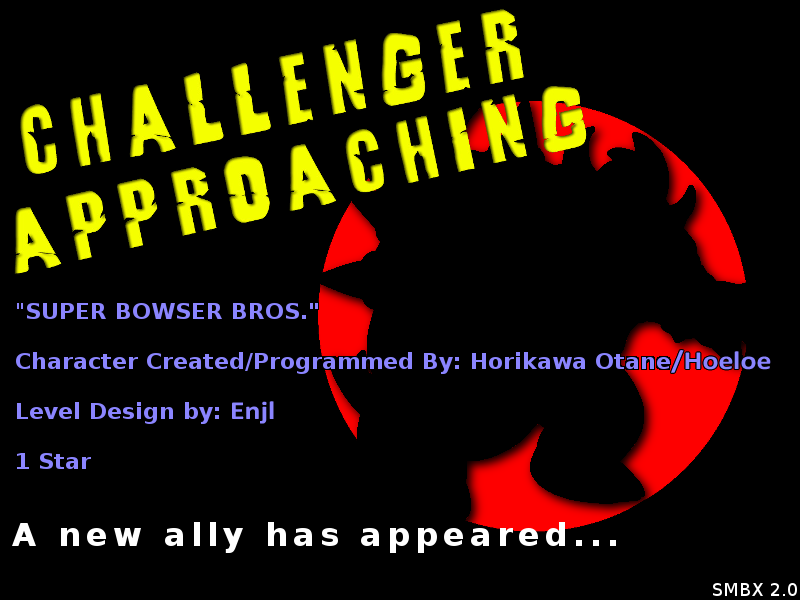 CHALLENGER
APPROACHING
"SUPER BOWSER BROS."
Character Created/Programmed By: Horikawa Otane/Hoeloe
Level Design by: Enjl
1 Star
A new ally has appeared...
SMBX 2.0